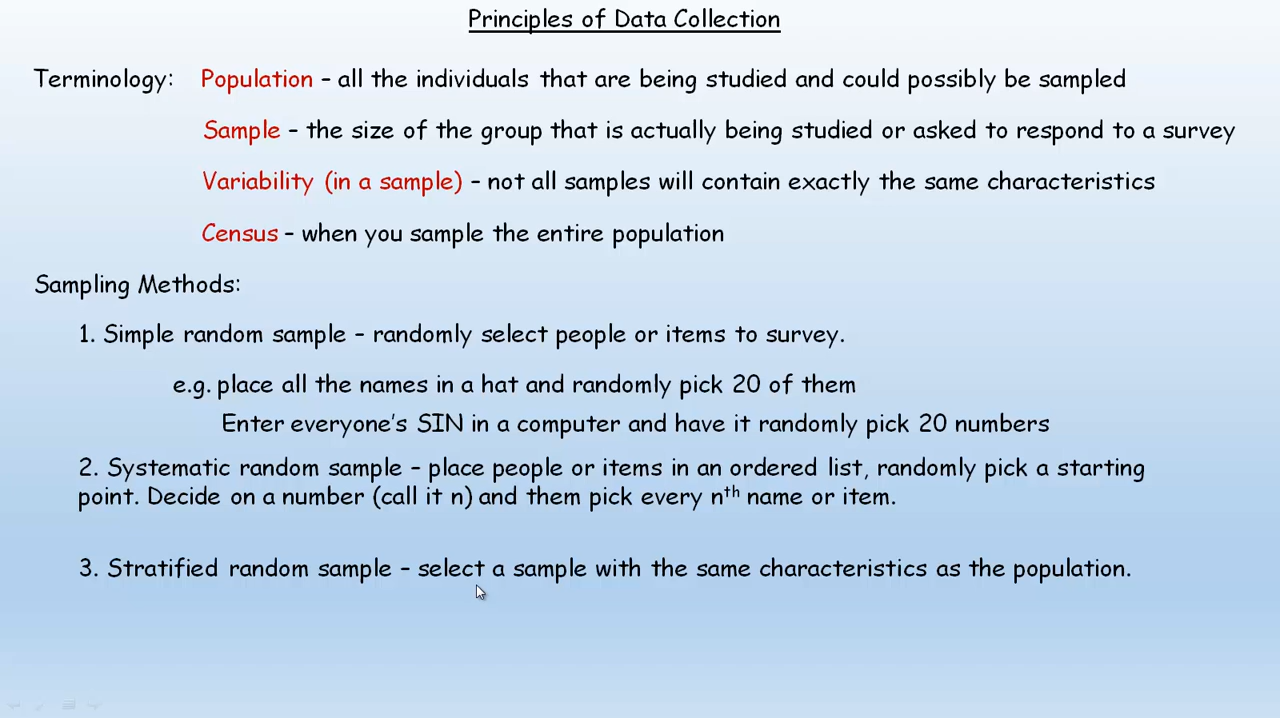 Principles of Data Collection
Terminology: Population – all the individuals that are being studied and could possibly be sampled
Sample – the size of the group that is actually being studied or asked to respond to a survey
Variability (in a sample) – not all samples will contain exactly the same characteristics
Census – when you sample the entire population
Sampling Methods:
1. Simple random sample – randomly select people or items to survey.
e.g. place all the names in a hat and randomly pick 20 of them
Enter everyone's SIN in a computer and have it randomly pick 20 numbers
2. Systematic random sample – place people or items in an ordered list, randomly pick a starting
point. Decide on a number (call it n) and them pick every nth name or item.
3. Stratified random sample – select a sample with the same characteristics as the population.